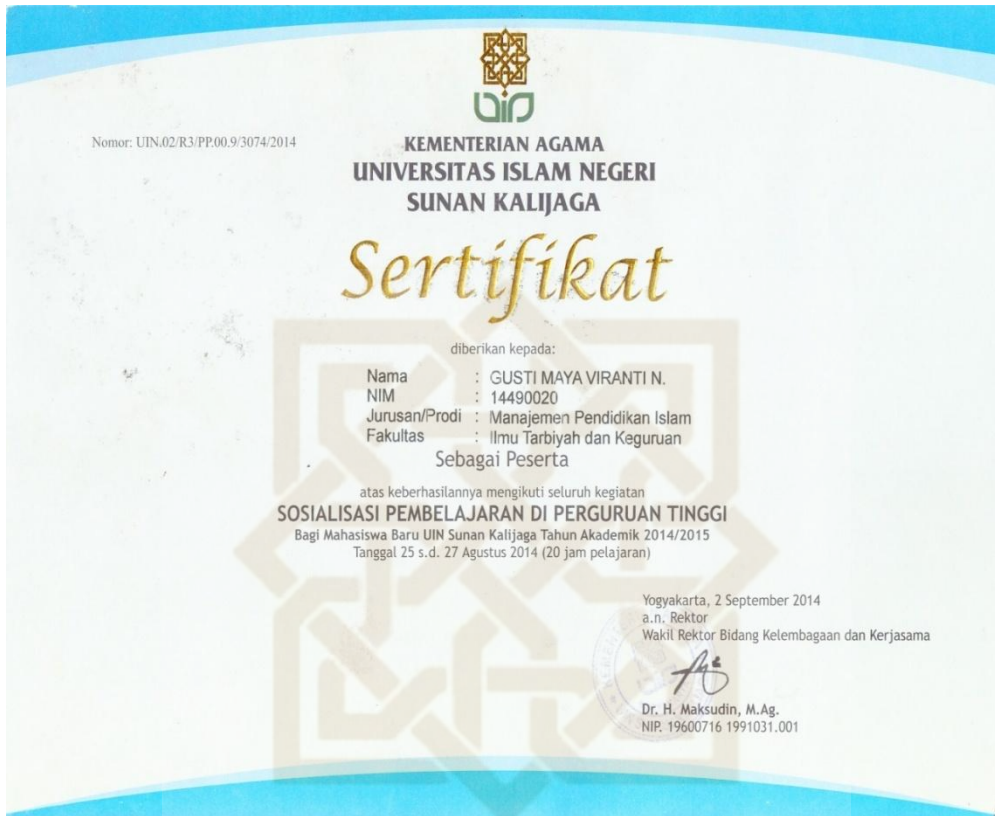 uin
Nomor: UIN.02/R3/PP.00.9/3074/2014
KEMENTERIAN AGAMA
UNIVERSITAS ISLAM NEGERI
SUNAN KALIJAGA
Sertifikat
diberikan kepada:
Nama : GUSTI MAYA VIRANTI N.
NIM : 14490020
Jurusan/Prodi : Manajemen Pendidikan Islam
Fakultas : Ilmu Tarbiyah dan Keguruan
Sebagai Peserta
atas keberhasilannya mengikuti seluruh kegiatan
SOSIALISASI PEMBELAJARAN DI PERGURUAN TINGGI
Bagi Mahasiswa Baru UIN Sunan Kalijaga Tahun Akademik 2014/2015
Tanggal 25 s.d. 27 Agustus 2014 (20 jam pelajaran)
Yogyakarta, 2 September 2014
a.n. Rektor
Wakil Rektor Bidang Kelembagaan dan Kerjasama
Dr. H. Maksudin, M.Ag.
NIP. 19600716 1991031.001